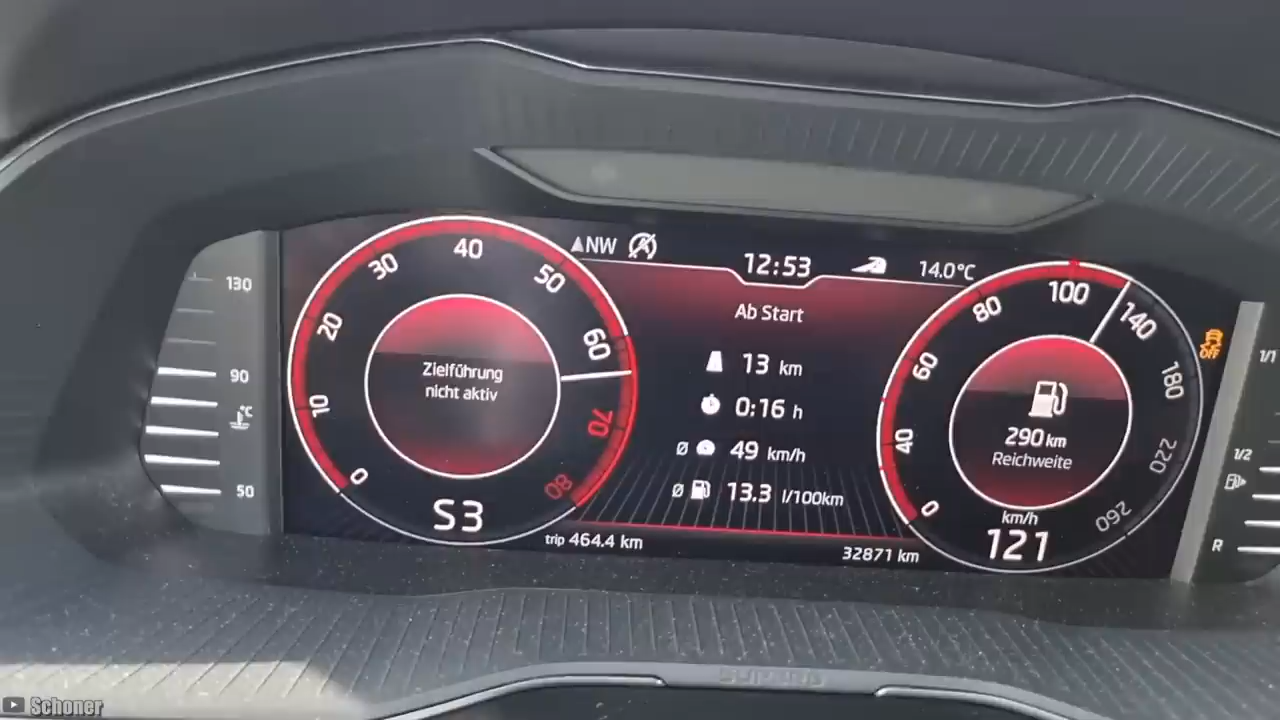 130
90
°C
50
0
10
20
30
40
50
60
70
80
Zielführung
nicht aktiv
S3
NW
12:53
14.0°C
Ab Start
13 km
0:16 h
Ø 49 km/h
Ø 13.3 l/100km
trip 464.4 km
32871 km
0
40
60
80
100
140
180
220
260
290 km
Reichweite
km/h
121
OFF
1/1
1/2
R
Schoner